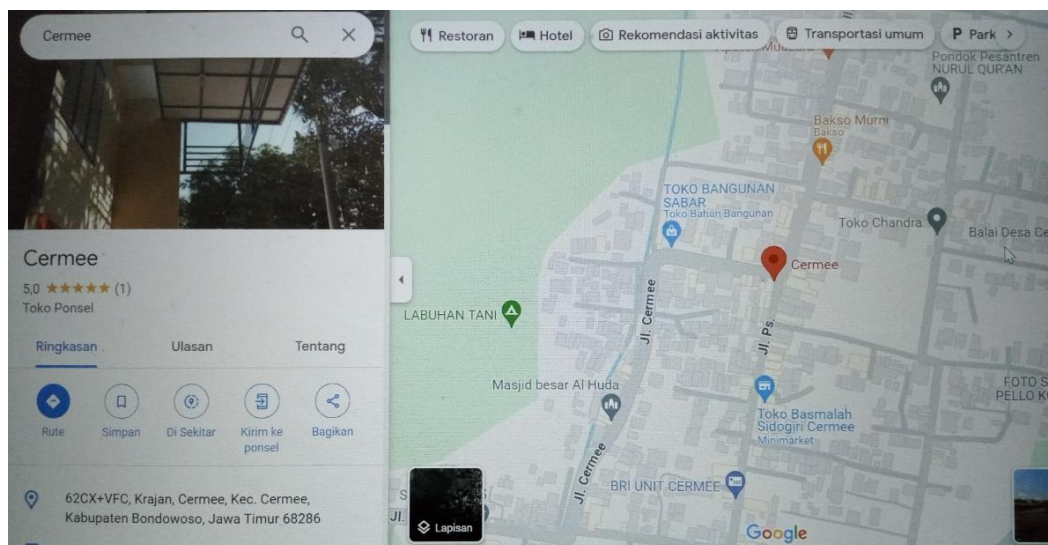 Cermee
Restoran
Hotel
Rekomendasi aktivitas
Transportasi umum
P Park
Cermee
5,0 ★★★★★ (1)
Toko Ponsel
Ringkasan
Ulasan
Tentang
Rute
Simpan
Di Sekitar
Kirim ke
ponsel
Bagikan
62CX+VFC, Krajan, Cermee, Kec. Cermee,
Kabupaten Bondowoso, Jawa Timur 68286
Pondok Pesantren
NURUL QUR'AN
Bakso Murni
Bakso
TOKO BANGUNAN
SABAR
Toko Bahan Bangunan
Toko Chandra
Balai Desa Ce
Cermee
LABUHAN TANI
Jl. Cermee
Jl. Ps.
Masjid besar Al Huda
FOTO S
PELLO K
Toko Basmalah
Sidogiri Cermee
Minimarket
Jl. Cermee
BRI UNIT CERMEE
Jl.
Lapisan
Google